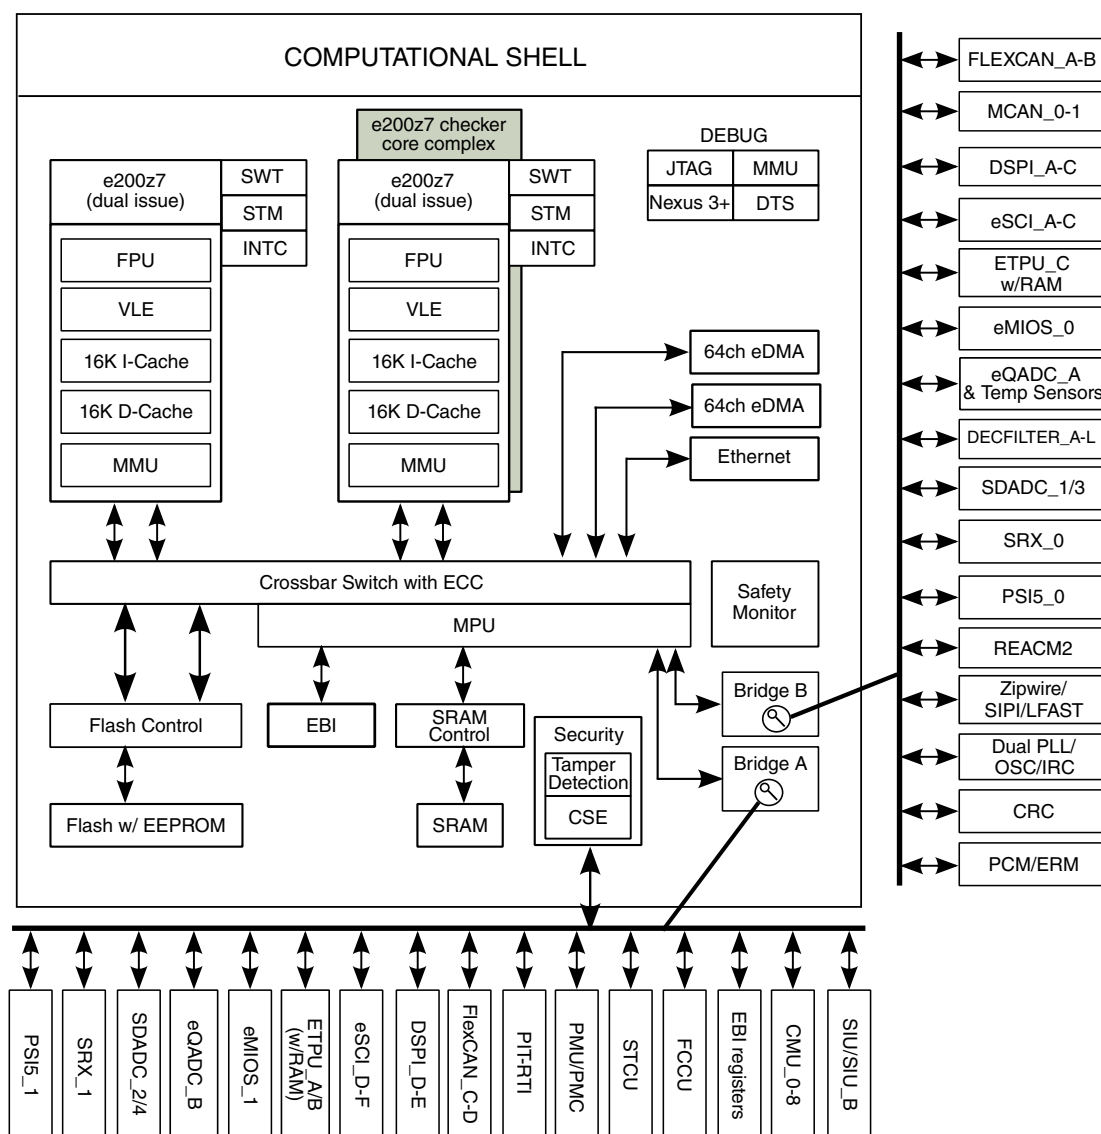 COMPUTATIONAL SHELL
e200z7 checker
core complex
e200z7
(dual issue)
SWT
STM
INTC
FPU
VLE
16K I-Cache
16K D-Cache
MMU
e200z7
(dual issue)
SWT
STM
INTC
FPU
VLE
16K I-Cache
16K D-Cache
MMU
DEBUG
JTAG
MMU
Nexus 3+
DTS
64ch eDMA
64ch eDMA
Ethernet
Crossbar Switch with ECC
MPU
Safety
Monitor
Flash Control
EBI
SRAM
Control
Security
Tamper
Detection
CSE
Bridge B
Bridge A
Flash w/ EEPROM
SRAM
FLEXCAN_A-B
MCAN_0-1
DSPI_A-C
eSCI_A-C
ETPU_C
w/RAM
eMIOS_0
eQADC_A
& Temp Sensors
DECFILTER_A-L
SDADC_1/3
SRX_0
PSI5_0
REACM2
Zipwire/
SIPI/LFAST
Dual PLL/
OSC/IRC
CRC
PCM/ERM
PSI5_1
SRX_1
SDADC_2/4
eQADC_B
eMIOS_1
ETPU_A/B
(w/RAM)
eSCI_D-F
DSPI_D-E
FlexCAN_C-D
PIT-RTI
PMU/PMC
STCU
FCCU
EBI registers
CMU_0-8
SIU/SIU_B